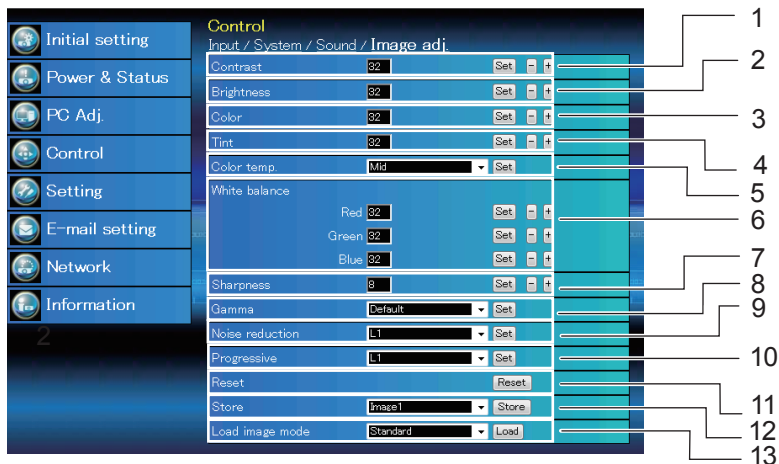 Control
Input / System / Sound / Image adj.
Initial setting
Power & Status
PC Adj.
Control
Setting
E-mail setting
Network
Information
2
Contrast 32 Set - + 1
Brightness 32 Set - + 2
Color 32 Set - + 3
Tint 32 Set - + 4
Color temp. Mid Set 5
White balance 6
Red 32 Set - +
Green 32 Set - +
Blue 32 Set - +
Sharpness 8 Set - + 7
Gamma Default Set 8
Noise reduction L1 Set 9
Progressive L1 Set 10
Reset Reset 11
Store Image1 Store 12
Load image mode Standard Load 13